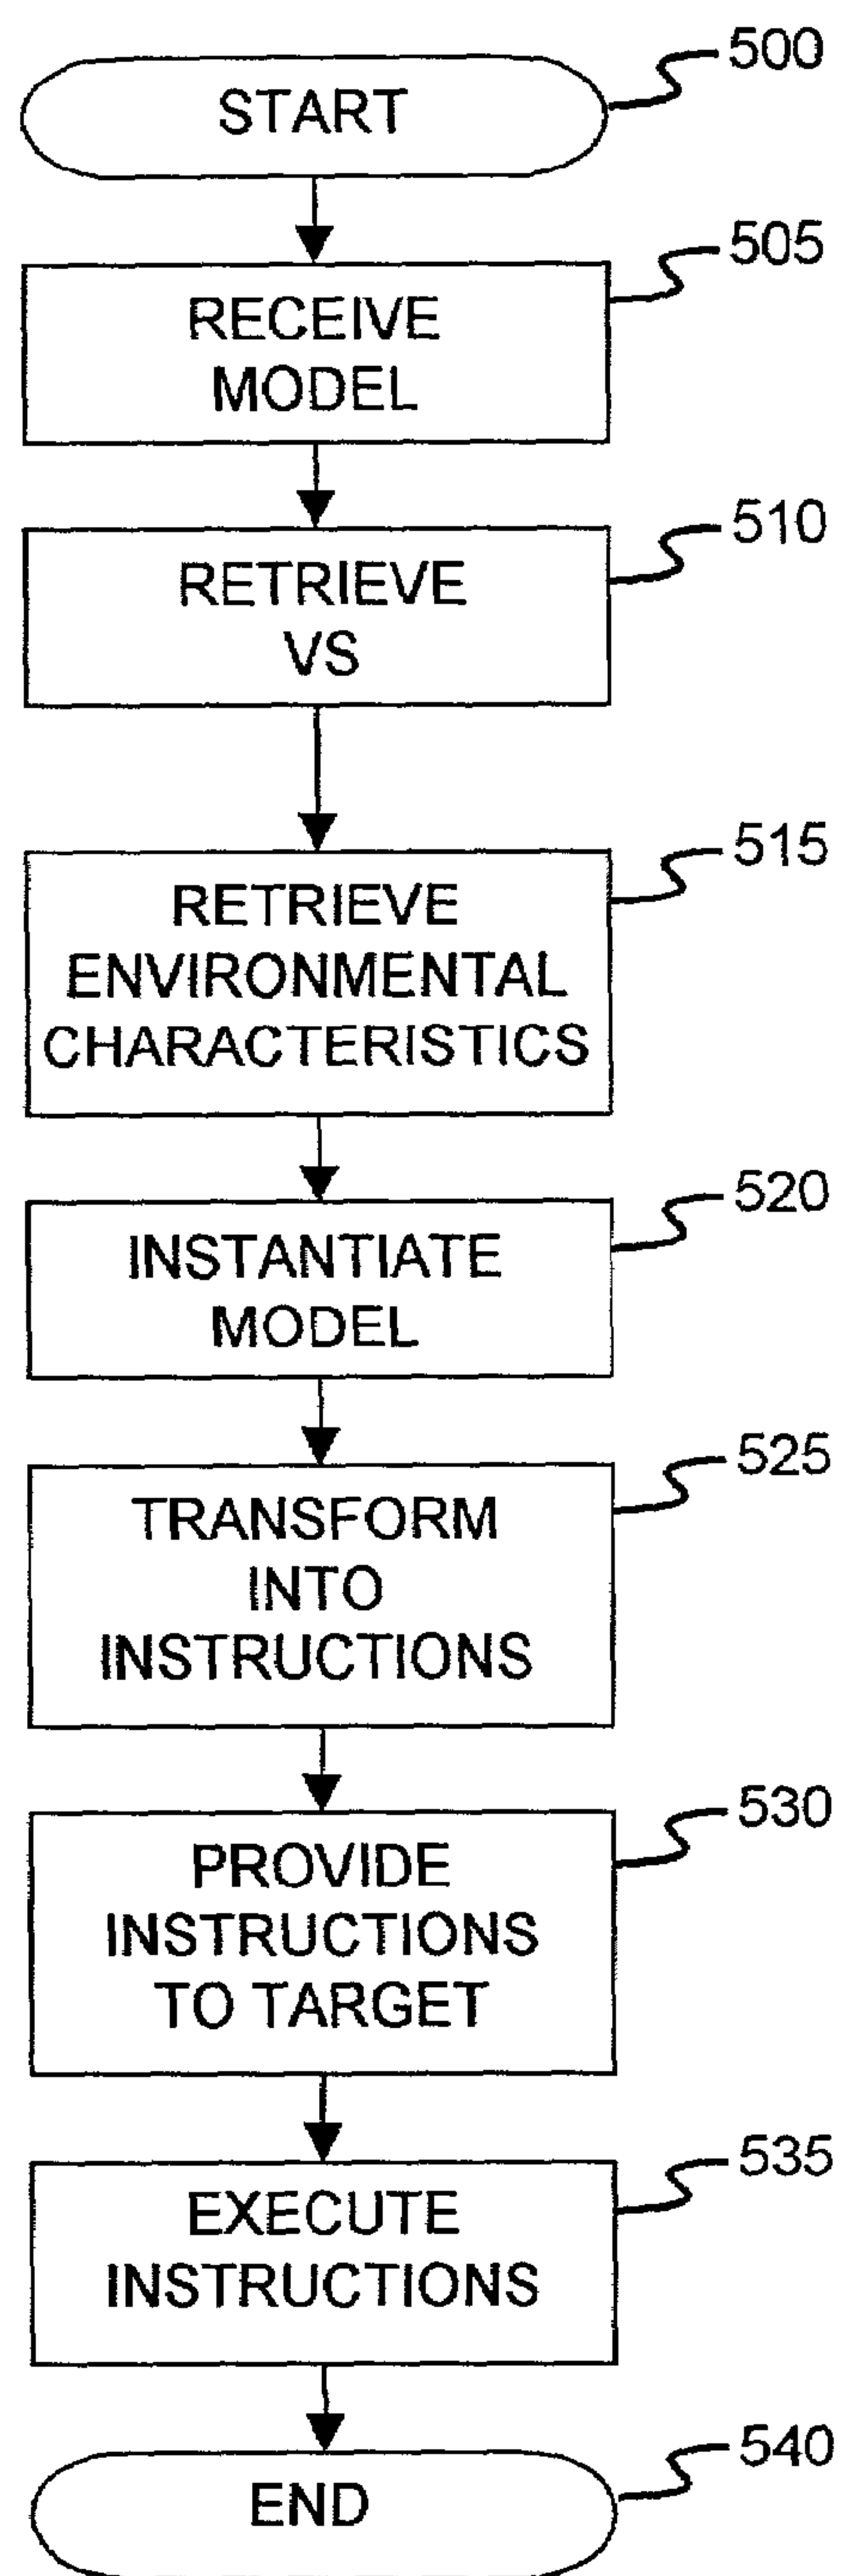 START
500
RECEIVE
MODEL
505
RETRIEVE
VS
510
RETRIEVE
ENVIRONMENTAL
CHARACTERISTICS
515
INSTANTIATE
MODEL
520
TRANSFORM
INTO
INSTRUCTIONS
525
PROVIDE
INSTRUCTIONS
TO TARGET
530
EXECUTE
INSTRUCTIONS
535
END
540